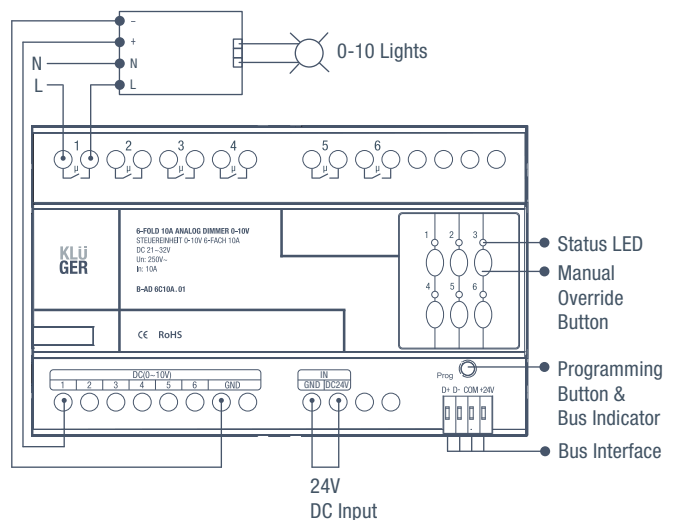 -
+
N N
L L
0-10 Lights
1 2 3 4 5 6
µ µ µ µ µ µ
KLÜ
GER
6-FOLD 10A ANALOG DIMMER 0-10V
STEUEREINHEIT 0-10V 6-FACH 10A
DC 21~32V
Un: 250V~
In: 10A
B-AD 6C10A.01
CE RoHS
1 2 3
4 5 6
Status LED
Manual
Override
Button
Prog
Programming
Button &
Bus Indicator
DC(0~10V)
1 2 3 4 5 6 GND
IN
GND DC24V
D+ D- COM +24V
Bus Interface
24V
DC Input